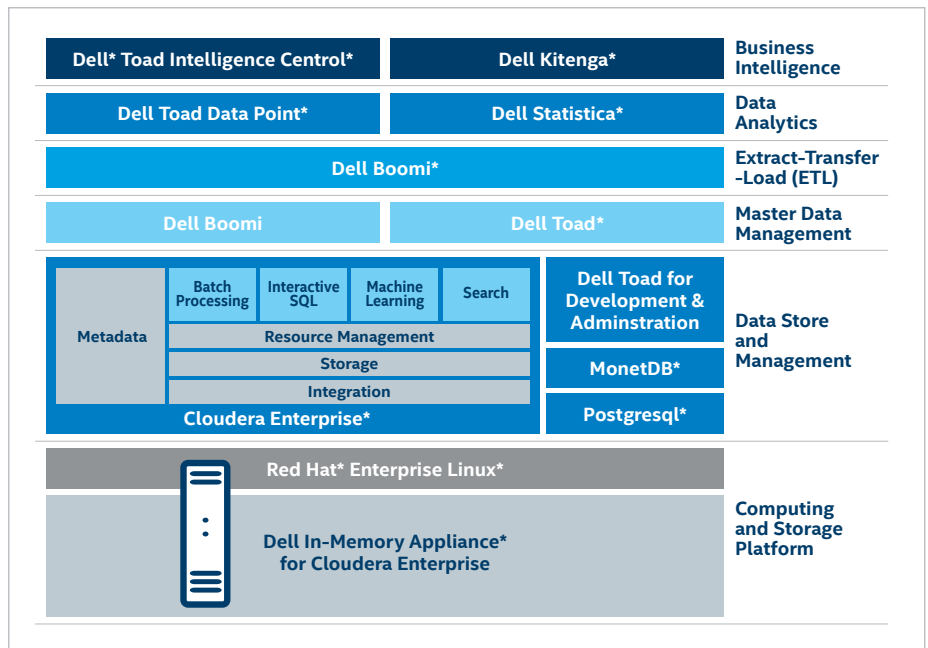 Dell* Toad Intelligence Centrol*
Dell Kitenga*
Business
Intelligence
Dell Toad Data Point*
Dell Statistica*
Data
Analytics
Dell Boomi*
Extract-Transfer
-Load (ETL)
Dell Boomi
Dell Toad*
Master Data
Management
Metadata
Batch
Processing
Interactive
SQL
Machine
Learning
Search
Resource Management
Storage
Integration
Cloudera Enterprise*
Dell Toad for
Development &
Adminstration
MonetDB*
Postgresql*
Data Store
and
Management
Red Hat* Enterprise Linux*
Dell In-Memory Appliance*
for Cloudera Enterprise
Computing
and Storage
Platform